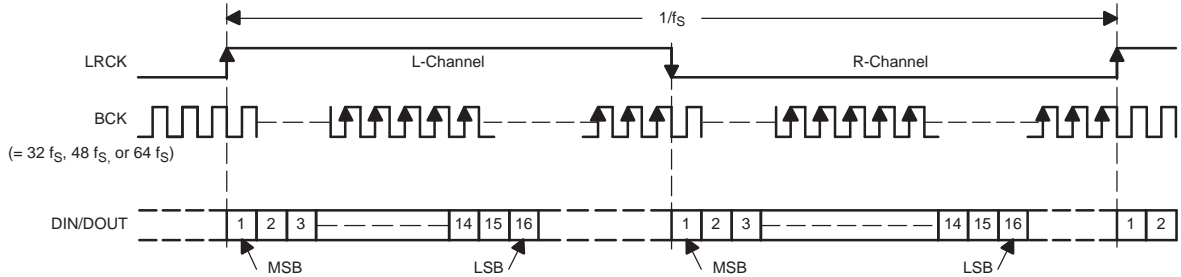 1/fS
LRCK
L-Channel
R-Channel
BCK
(= 32 fS, 48 fS, or 64 fS)
DIN/DOUT
1 2 3 14 15 16 1 2 3 14 15 16 1 2
MSB LSB MSB LSB